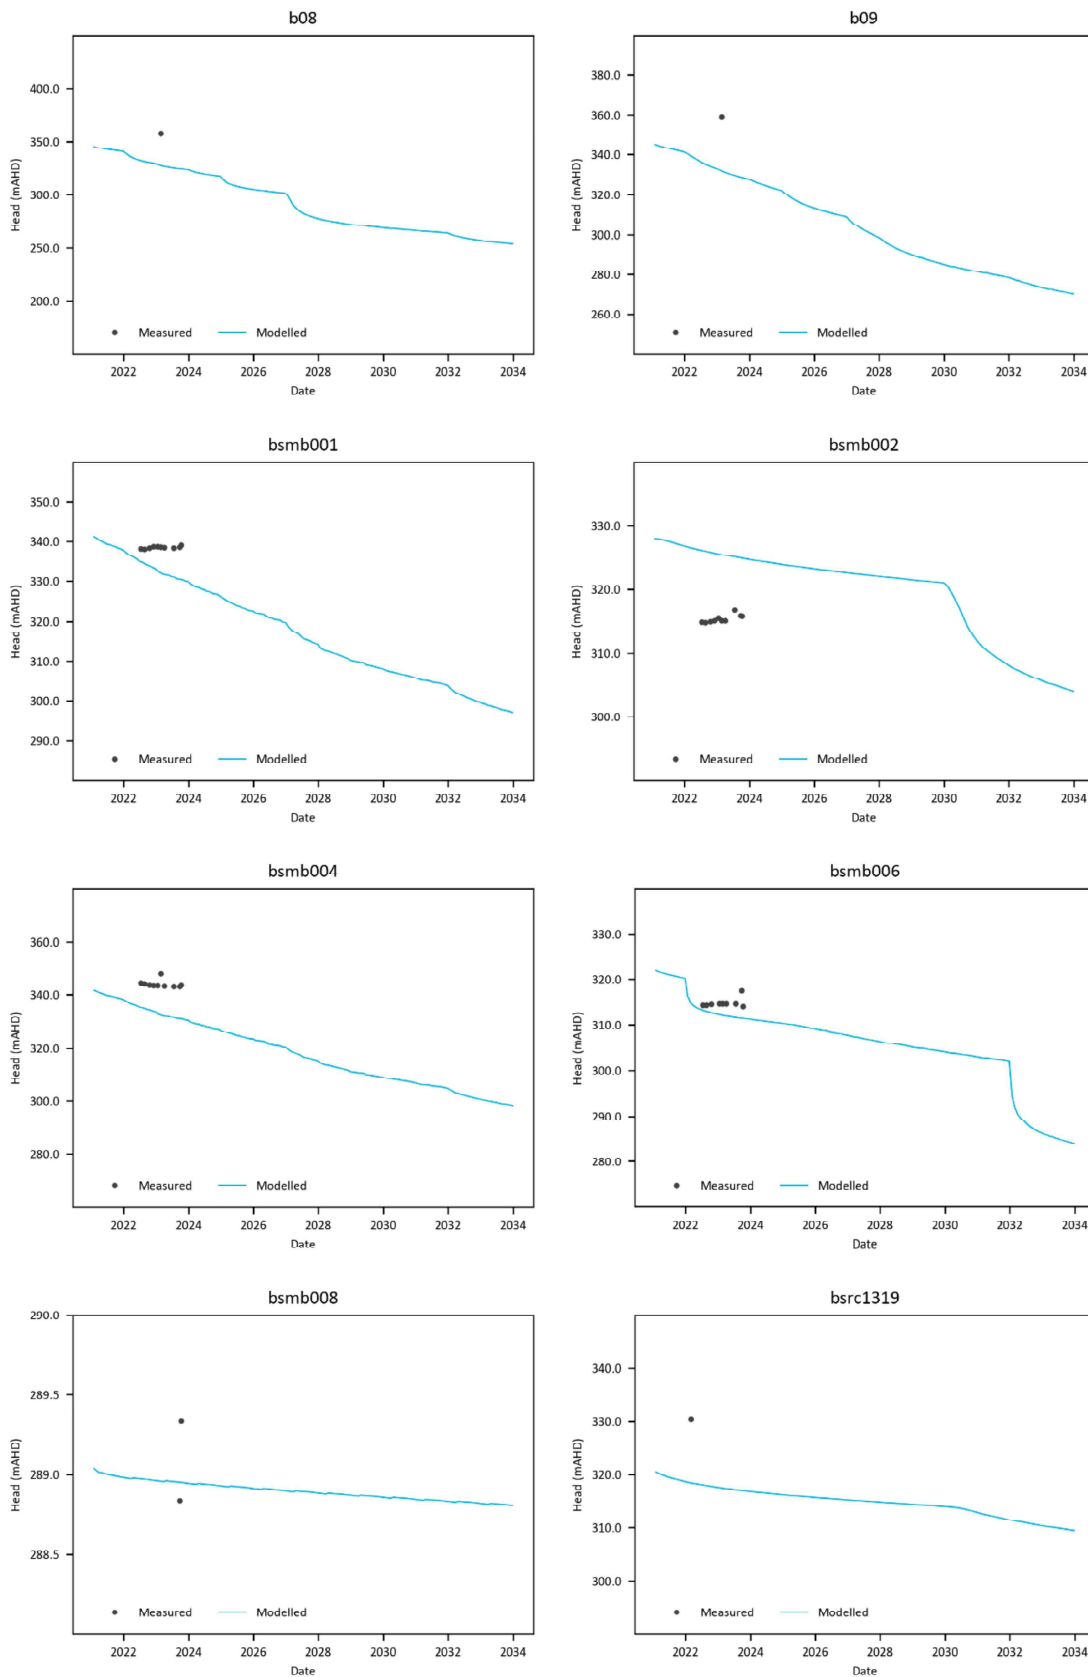 b08
400.0
350.0
300.0
250.0
200.0
Head (mAHD)
Measured Modelled
2022 2024 2026 2028 2030 2032 2034
Date
b09
380.0
360.0
340.0
320.0
300.0
280.0
260.0
Head (mAHD)
Measured Modelled
2022 2024 2026 2028 2030 2032 2034
Date
bsmb001
350.0
340.0
330.0
320.0
310.0
300.0
290.0
Head (mAHD)
Measured Modelled
2022 2024 2026 2028 2030 2032 2034
Date
bsmb002
330.0
320.0
310.0
300.0
Head (mAHD)
Measured Modelled
2022 2024 2026 2028 2030 2032 2034
Date
bsmb004
360.0
340.0
320.0
300.0
280.0
Head (mAHD)
Measured Modelled
2022 2024 2026 2028 2030 2032 2034
Date
bsmb006
330.0
320.0
310.0
300.0
290.0
280.0
Head (mAHD)
Measured Modelled
2022 2024 2026 2028 2030 2032 2034
Date
bsmb008
290.0
289.5
289.0
288.5
Head (mAHD)
Measured Modelled
2022 2024 2026 2028 2030 2032 2034
Date
bsrc1319
340.0
330.0
320.0
310.0
300.0
Head (mAHD)
Measured Modelled
2022 2024 2026 2028 2030 2032 2034
Date